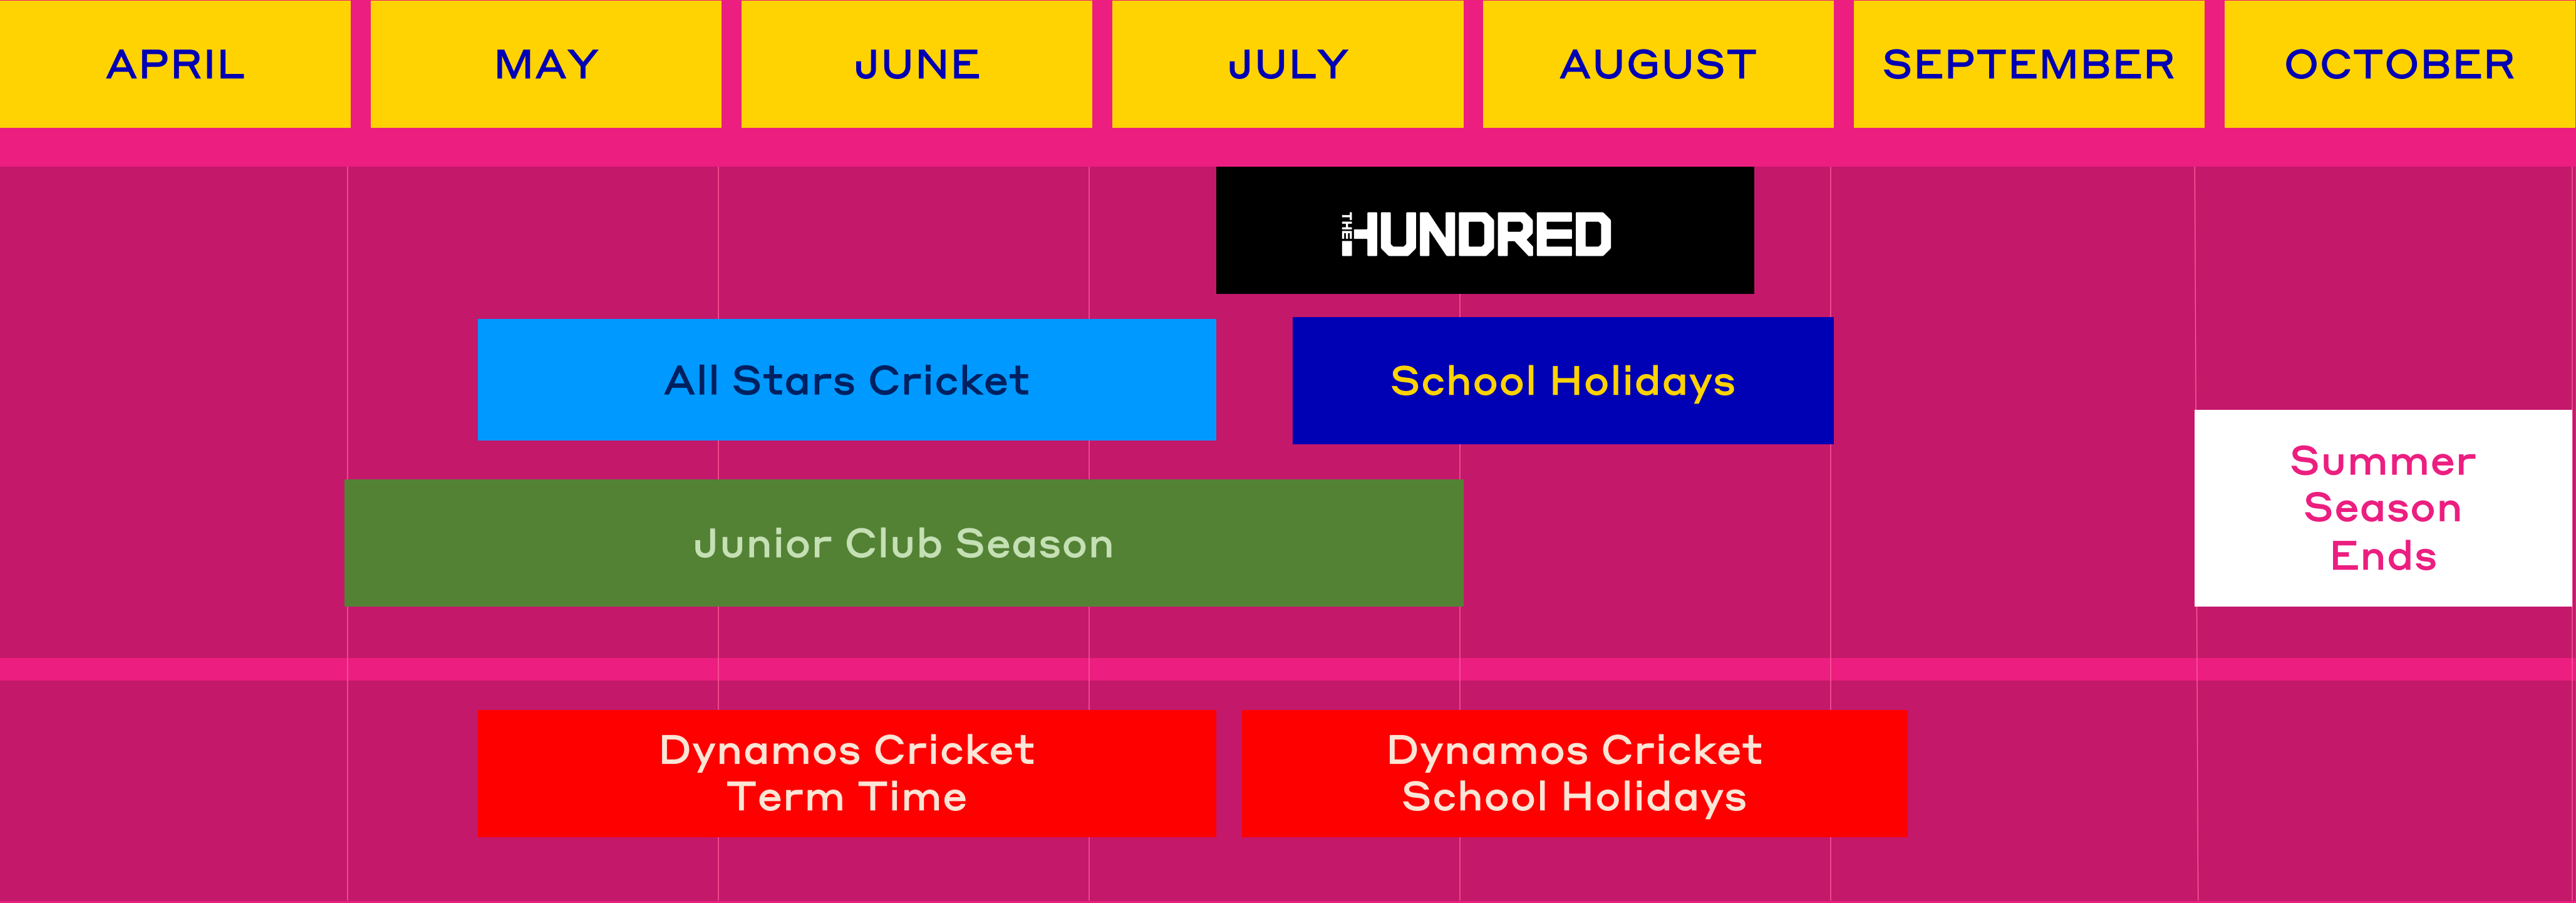 APRIL
MAY
JUNE
JULY
AUGUST
SEPTEMBER
OCTOBER
THE HUNDRED
All Stars Cricket
School Holidays
Summer
Season
Ends
Junior Club Season
Dynamos Cricket
Term Time
Dynamos Cricket
School Holidays